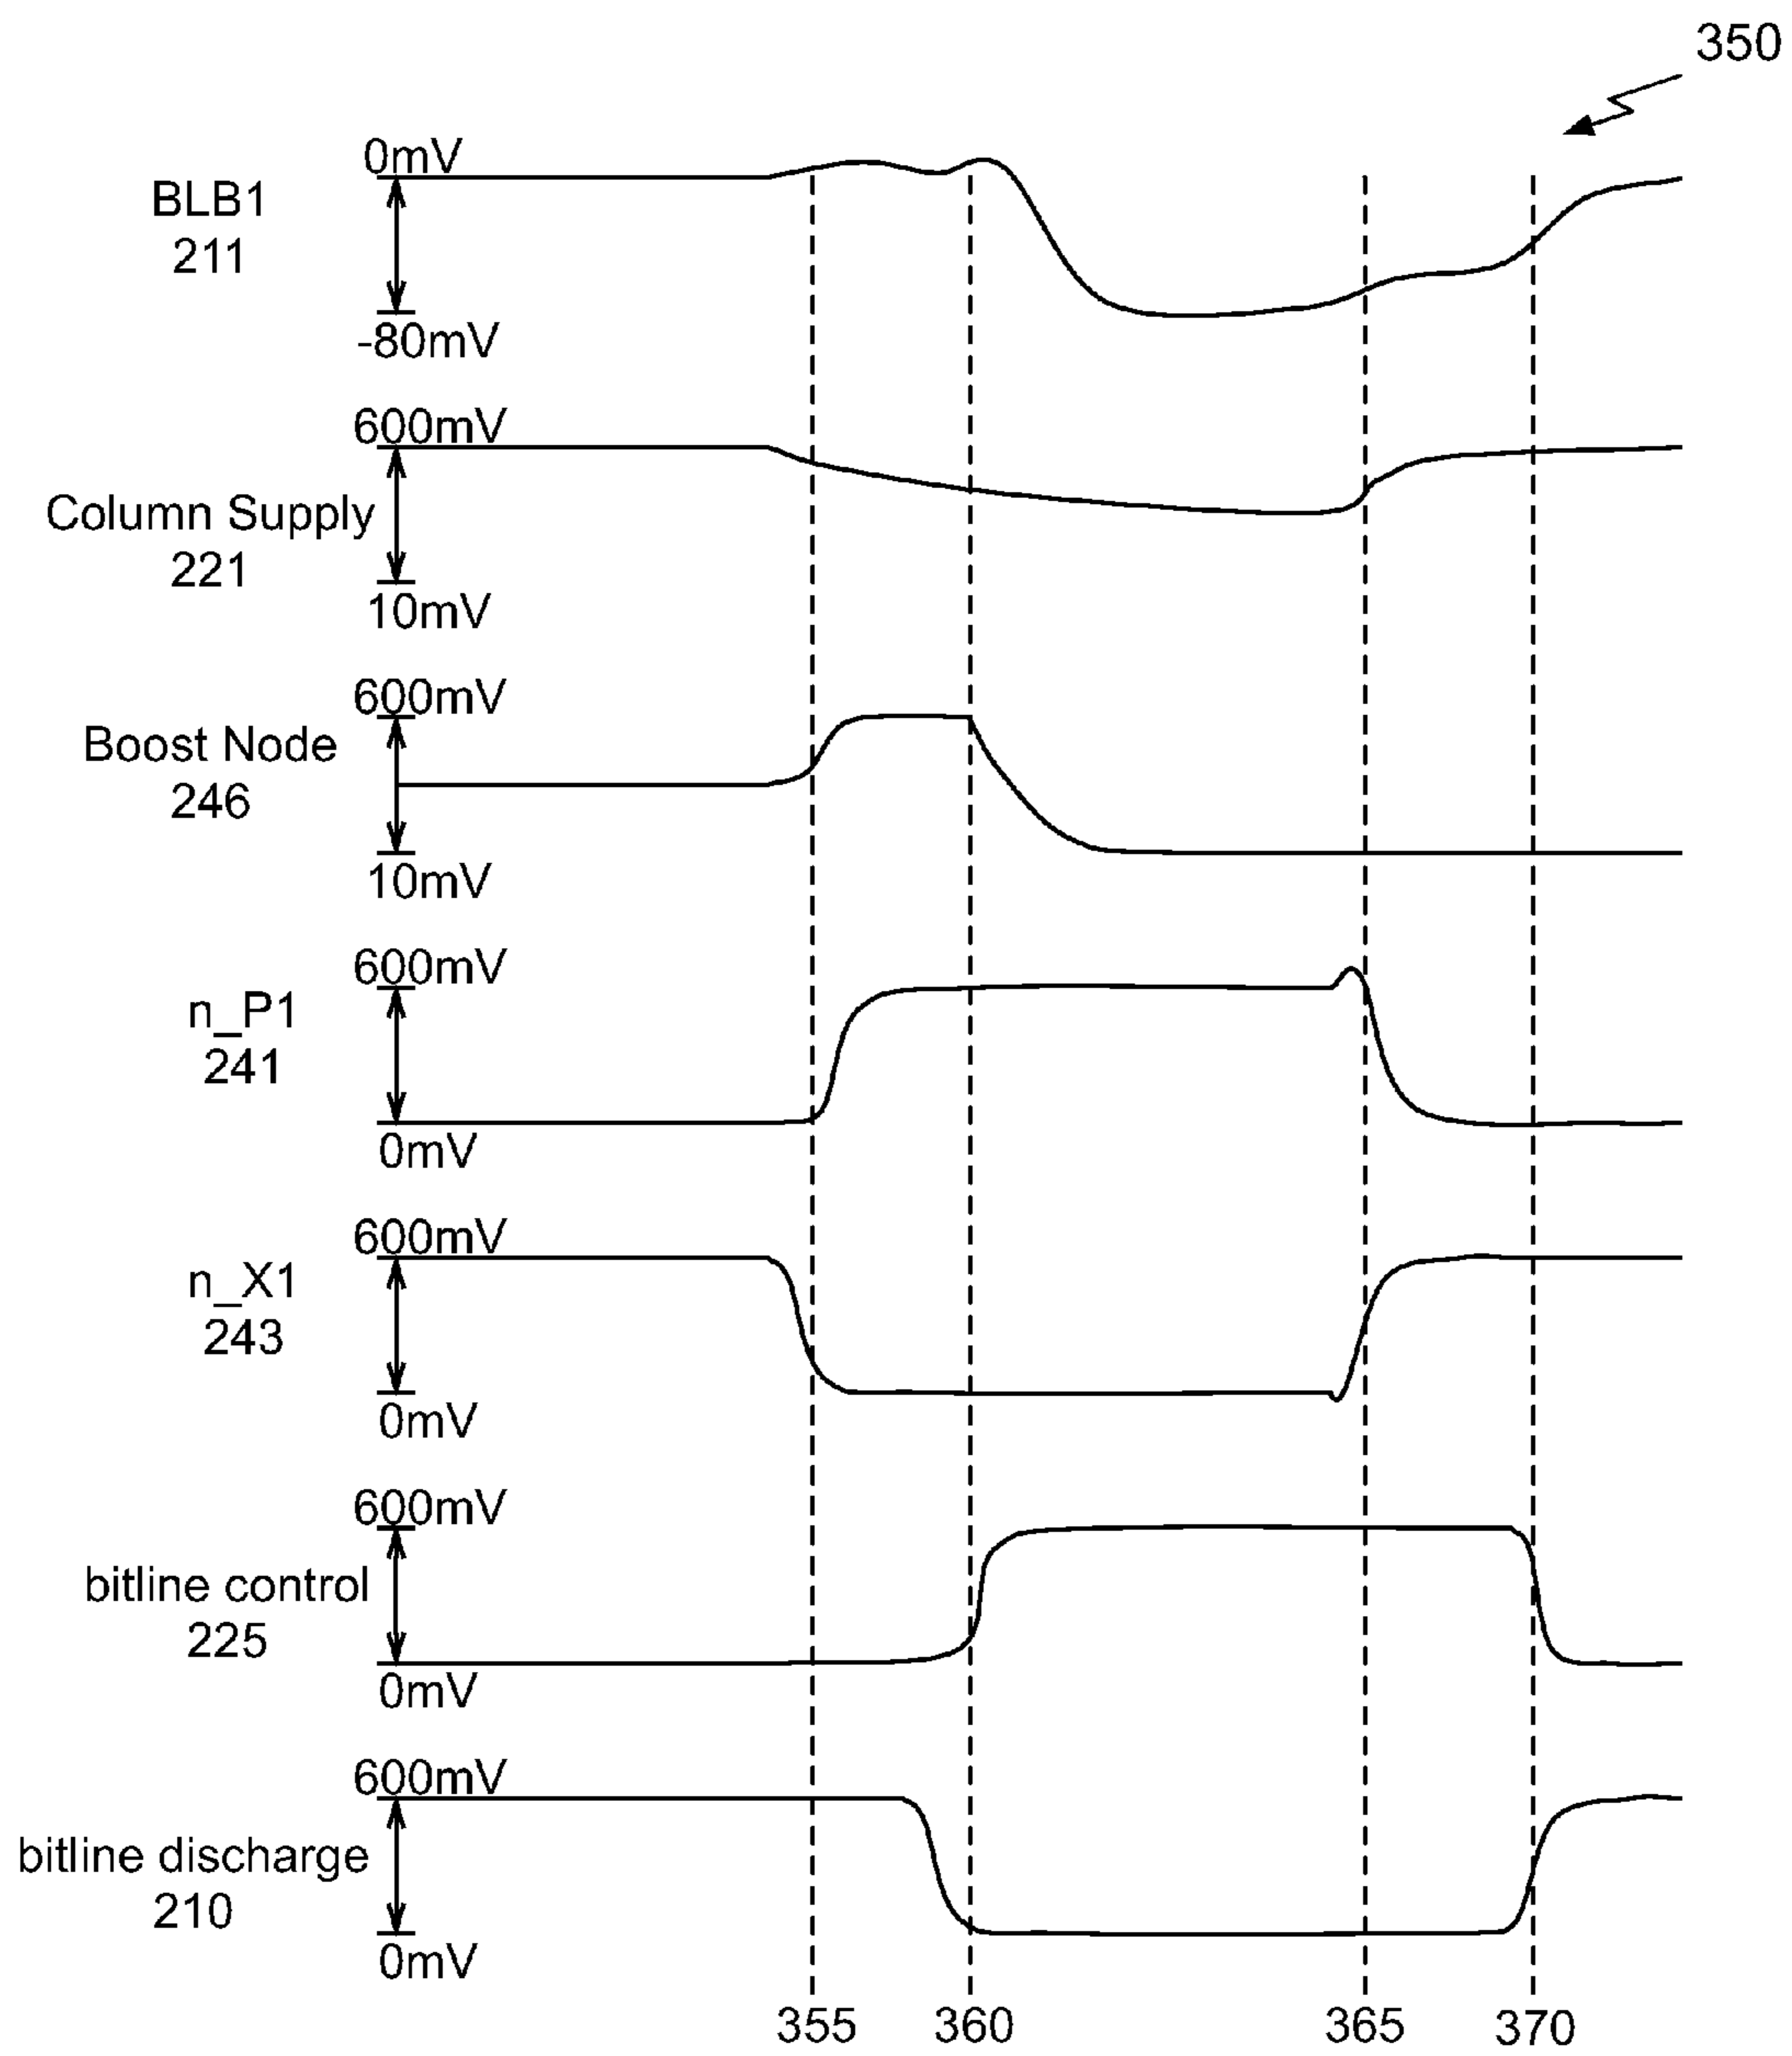 350
0mV
BLB1
211
-80mV
600mV
Column Supply
221
10mV
600mV
Boost Node
246
10mV
600mV
n_P1
241
0mV
600mV
n_X1
243
0mV
600mV
bitline control
225
0mV
600mV
bitline discharge
210
0mV
355 360 365 370